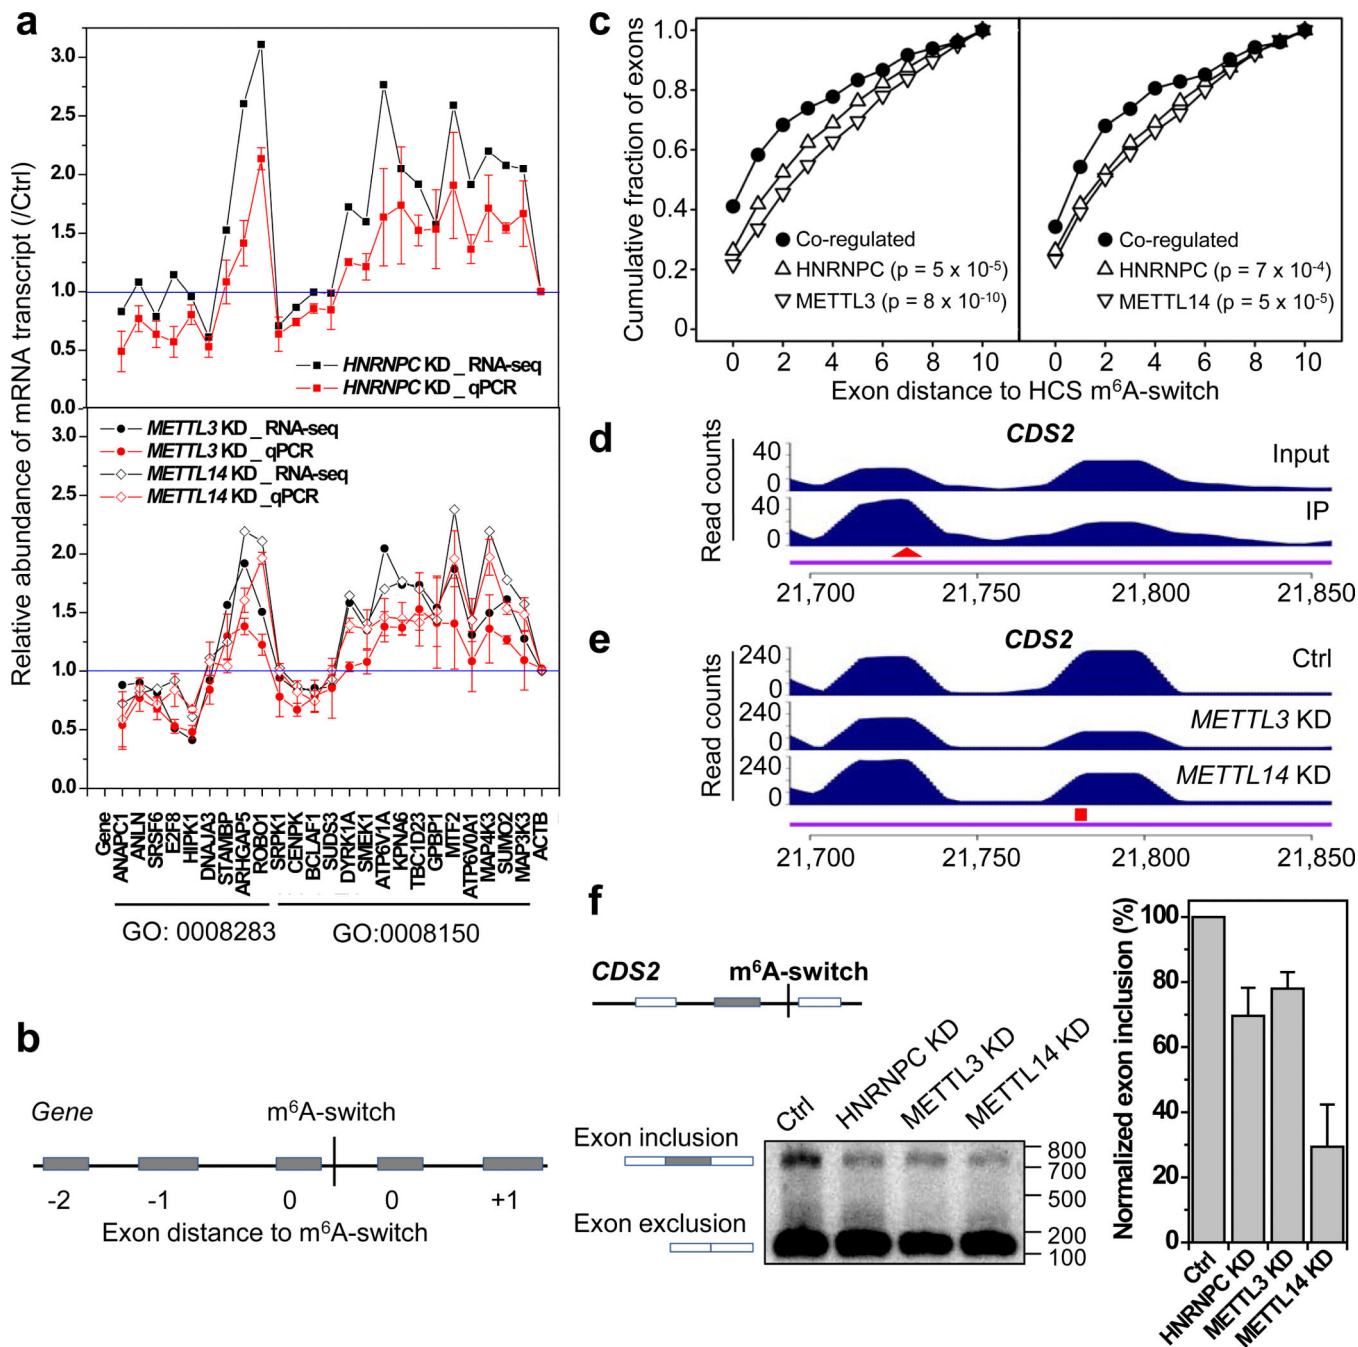 a
Relative abundance of mRNA transcript (/Ctrl)
3.0
2.5
2.0
1.5
1.0
0.5
0.0
HNRNPC KD _ RNA-seq
HNRNPC KD _ qPCR
3.0
2.5
2.0
1.5
1.0
0.5
0.0
METTL3 KD _ RNA-seq
METTL3 KD _ qPCR
METTL14 KD _ RNA-seq
METTL14 KD _ qPCR
Gene
ANAPC1
ANLN
SRSF6
E2F8
HIPK1
DNAJA3
STAMBP
ARHGAP5
ROBO1
SRPK1
CENPK
BCLAF1
SUDS3
DYRK1A
SMEK1
ATP6V1A
KPNA6
TBC1D23
GPBP1
MTF2
ATP6V0A1
MAP4K3
SUMO2
MAP3K3
ACTB
GO: 0008283
GO:0008150
b
Gene
m⁶A-switch
-2 -1 0 0 +1
Exon distance to m⁶A-switch
c
Cumulative fraction of exons
1.0
0.8
0.6
0.4
0.2
0
Co-regulated
HNRNPC (p = 5 x 10⁻⁵)
METTL3 (p = 8 x 10⁻¹⁰)
Co-regulated
HNRNPC (p = 7 x 10⁻⁴)
METTL14 (p = 5 x 10⁻⁵)
0 2 4 6 8 10 0 2 4 6 8 10
Exon distance to HCS m⁶A-switch
d
CDS2
Read counts
40
0
Input
40
0
IP
21,700 21,750 21,800 21,850
e
CDS2
Read counts
240
0
Ctrl
240
0
METTL3 KD
240
0
METTL14 KD
21,700 21,750 21,800 21,850
f
CDS2 m⁶A-switch
Ctrl
HNRNPC KD
METTL3 KD
METTL14 KD
Exon inclusion
Exon exclusion
800
700
500
200
100
Normalized exon inclusion (%)
100
80
60
40
20
0
Ctrl
HNRNPC KD
METTL3 KD
METTL14 KD